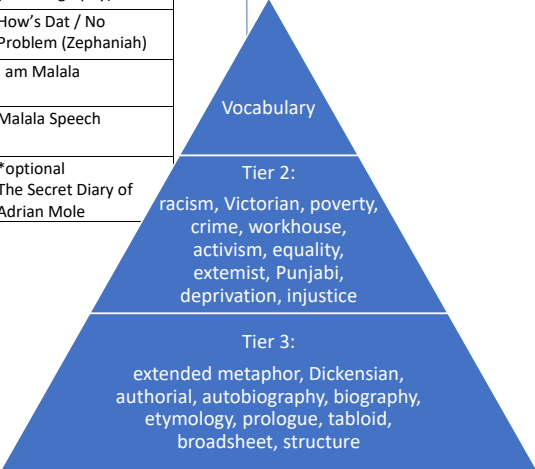 How's Dat / No
Problem (Zephaniah)
am Malala
Malala Speech
*optional
The Secret Diary of
Adrian Mole
Vocabulary
Tier 2:
racism, Victorian, poverty,
crime, workhouse,
activism, equality,
extemist, Punjabi,
deprivation, injustice
Tier 3:
extended metaphor, Dickensian,
authorial, autobiography, biography,
etymology, prologue, tabloid,
broadsheet, structure